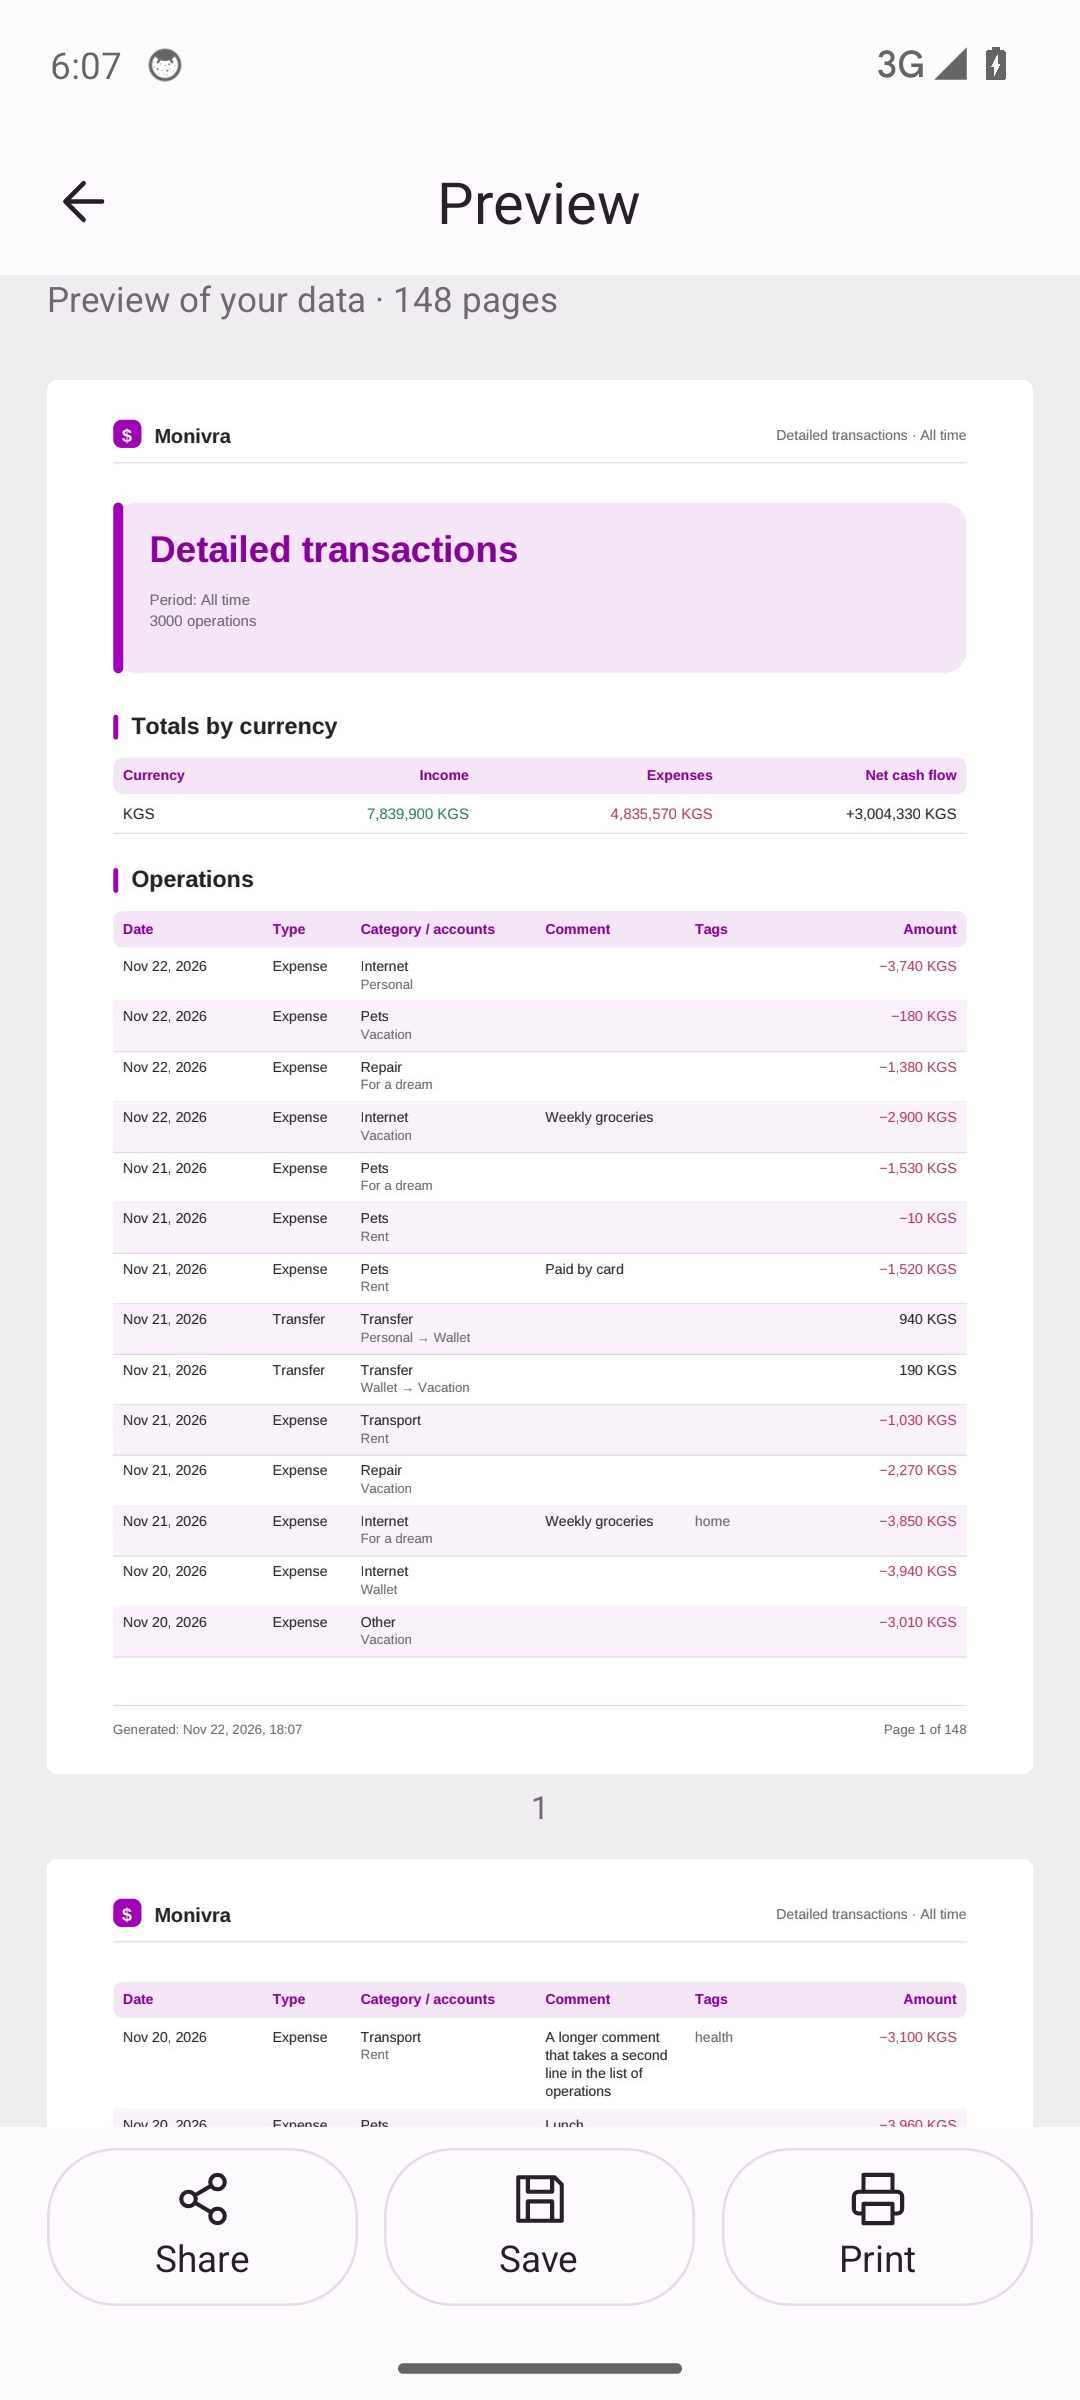 6:07
3G
Preview
Preview of your data · 148 pages
$ Monivra
Detailed transactions · All time
Detailed transactions
Period: All time
3000 operations
Totals by currency
Currency Income Expenses Net cash flow
KGS 7,839,900 KGS 4,835,570 KGS +3,004,330 KGS
Operations
Date Type Category / accounts Comment Tags Amount
Nov 22, 2026 Expense Internet −3,740 KGS
Personal
Nov 22, 2026 Expense Pets −180 KGS
Vacation
Nov 22, 2026 Expense Repair −1,380 KGS
For a dream
Nov 22, 2026 Expense Internet Weekly groceries −2,900 KGS
Vacation
Nov 21, 2026 Expense Pets −1,530 KGS
For a dream
Nov 21, 2026 Expense Pets −10 KGS
Rent
Nov 21, 2026 Expense Pets Paid by card −1,520 KGS
Rent
Nov 21, 2026 Transfer Transfer 940 KGS
Personal → Wallet
Nov 21, 2026 Transfer Transfer 190 KGS
Wallet → Vacation
Nov 21, 2026 Expense Transport −1,030 KGS
Rent
Nov 21, 2026 Expense Repair −2,270 KGS
Vacation
Nov 21, 2026 Expense Internet Weekly groceries home −3,850 KGS
For a dream
Nov 20, 2026 Expense Internet −3,940 KGS
Wallet
Nov 20, 2026 Expense Other −3,010 KGS
Vacation
Generated: Nov 22, 2026, 18:07 Page 1 of 148
1
$ Monivra
Detailed transactions · All time
Date Type Category / accounts Comment Tags Amount
Nov 20, 2026 Expense Transport A longer comment health −3,100 KGS
Rent that takes a second
line in the list of
operations
Nov 20, 2026 Expense Pets Lunch −3,960 KGS
Share
Save
Print